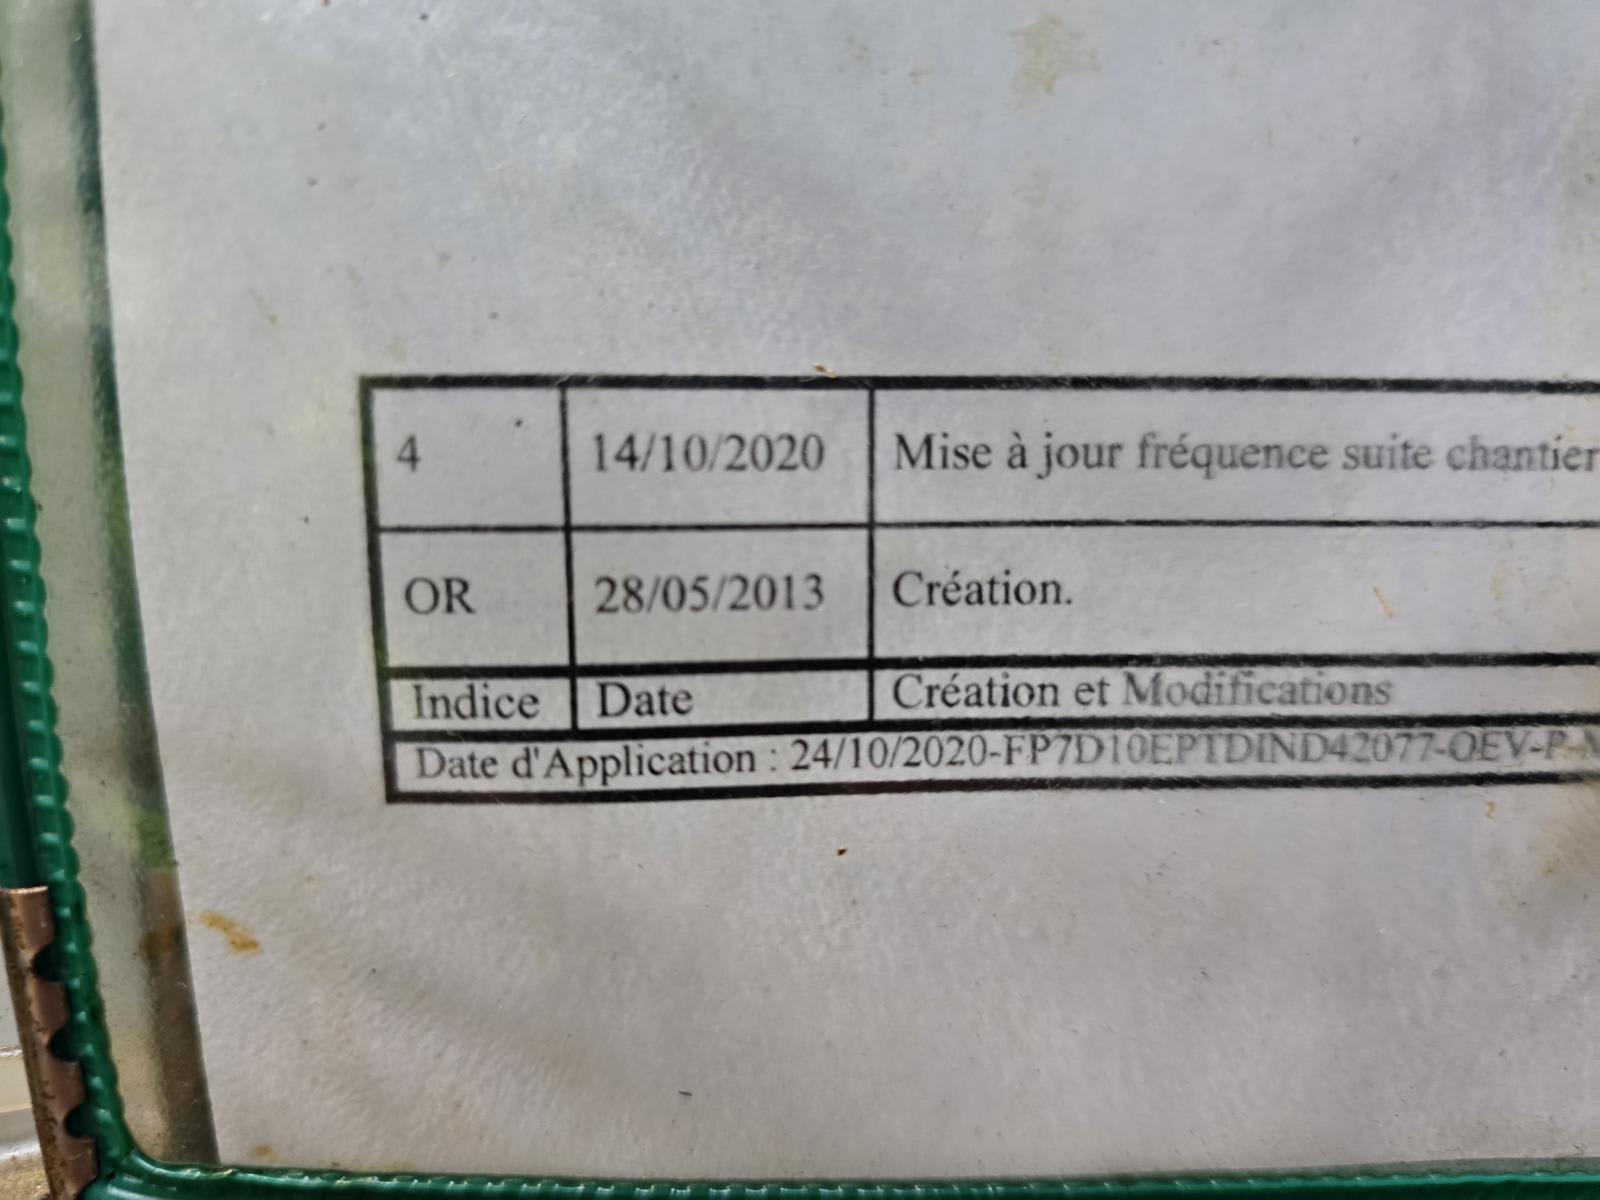 4 14/10/2020 Mise à jour fréquence suite chantier
OR 28/05/2013 Création.
Indice Date Création et Modifications
Date d'Application : 24/10/2020-FP7D10EPTDIND42077-OEV-P-